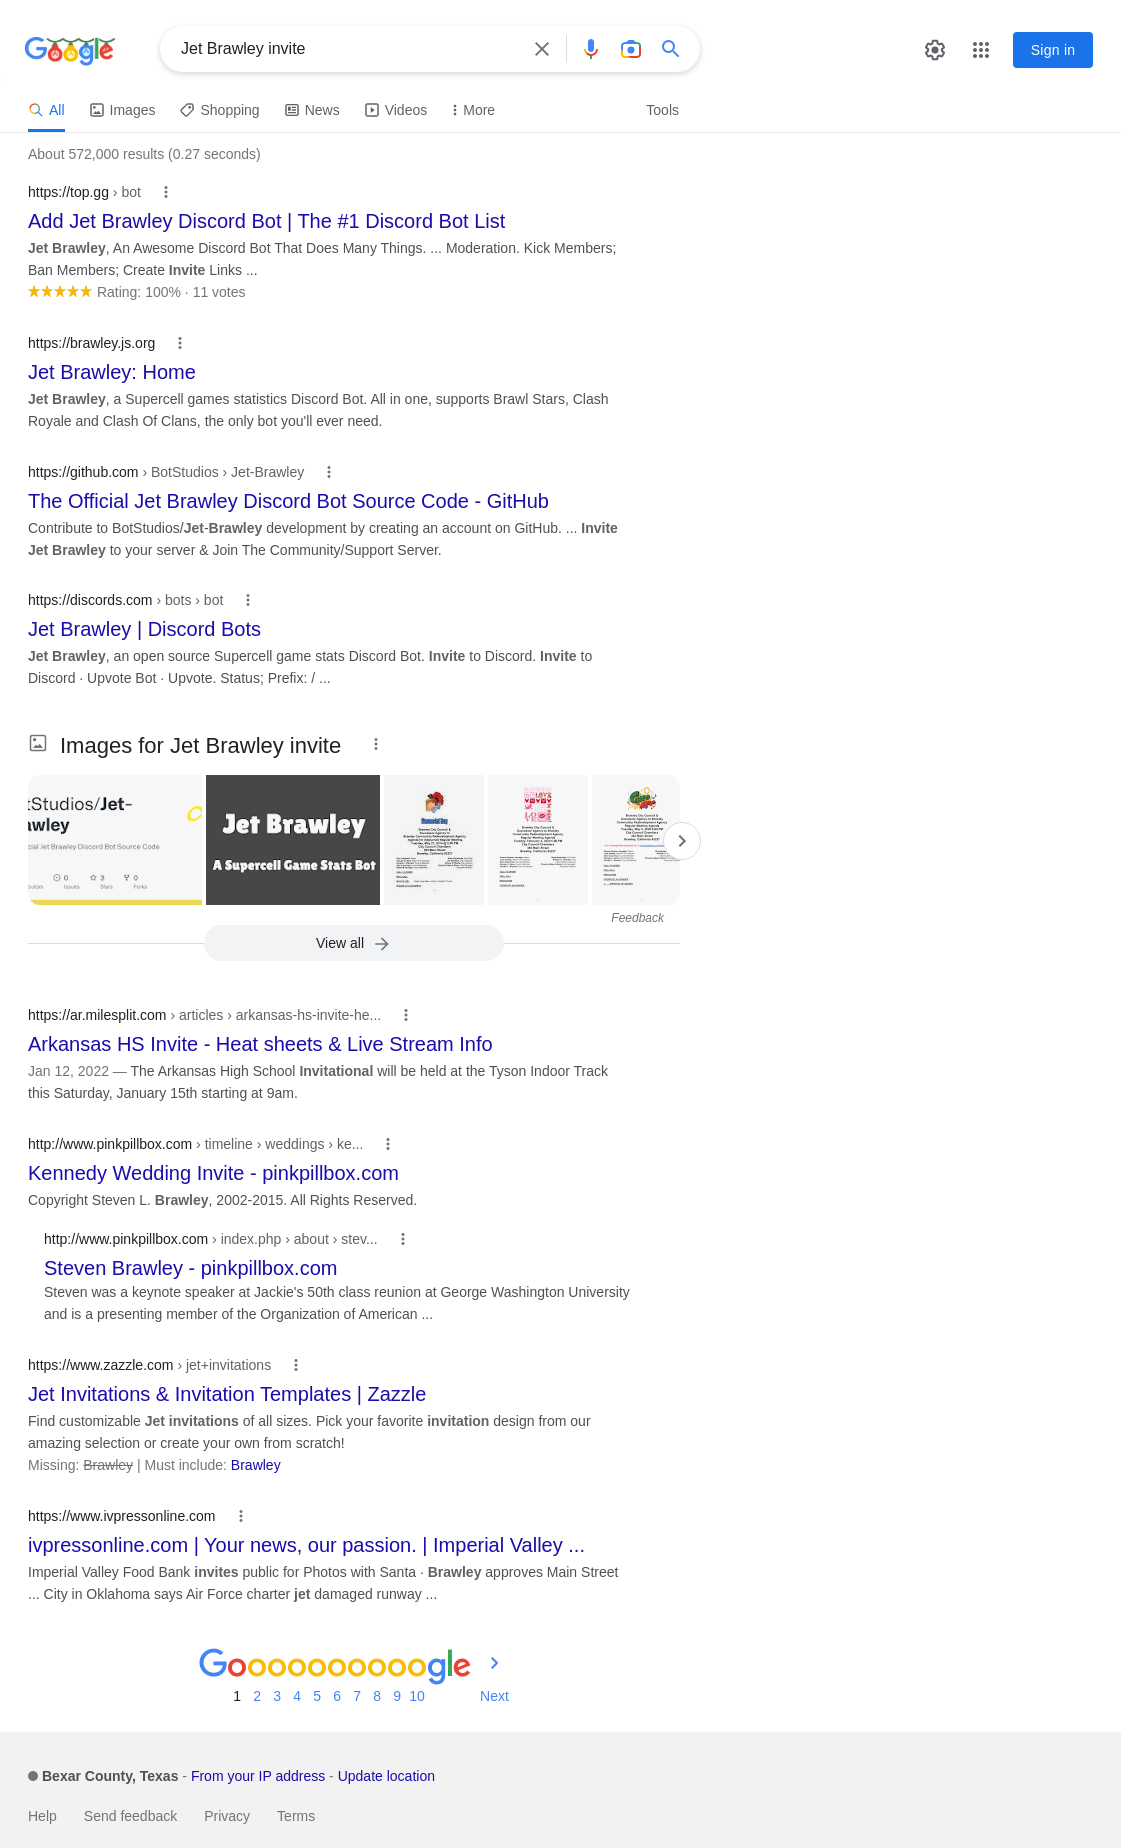 Google
Jet Brawley invite
Sign in
All
Images
Shopping
News
Videos
More
Tools
About 572,000 results (0.27 seconds)
https://top.gg › bot
Add Jet Brawley Discord Bot | The #1 Discord Bot List
Jet Brawley, An Awesome Discord Bot That Does Many Things. ... Moderation. Kick Members;
Ban Members; Create Invite Links ...
Rating: 100% · 11 votes
https://brawley.js.org
Jet Brawley: Home
Jet Brawley, a Supercell games statistics Discord Bot. All in one, supports Brawl Stars, Clash
Royale and Clash Of Clans, the only bot you'll ever need.
https://github.com › BotStudios › Jet-Brawley
The Official Jet Brawley Discord Bot Source Code - GitHub
Contribute to BotStudios/Jet-Brawley development by creating an account on GitHub. ... Invite
Jet Brawley to your server & Join The Community/Support Server.
https://discords.com › bots › bot
Jet Brawley | Discord Bots
Jet Brawley, an open source Supercell game stats Discord Bot. Invite to Discord. Invite to
Discord · Upvote Bot · Upvote. Status; Prefix: / ...
Images for Jet Brawley invite
tStudios/Jet-
awley
cial Jet Brawley Discord Bot Source Code
0 3 0
Issues Stars Forks
Jet Brawley
A Supercell Game Stats Bot
Feedback
View all
https://ar.milesplit.com › articles › arkansas-hs-invite-he...
Arkansas HS Invite - Heat sheets & Live Stream Info
Jan 12, 2022 — The Arkansas High School Invitational will be held at the Tyson Indoor Track
this Saturday, January 15th starting at 9am.
http://www.pinkpillbox.com › timeline › weddings › ke...
Kennedy Wedding Invite - pinkpillbox.com
Copyright Steven L. Brawley, 2002-2015. All Rights Reserved.
http://www.pinkpillbox.com › index.php › about › stev...
Steven Brawley - pinkpillbox.com
Steven was a keynote speaker at Jackie's 50th class reunion at George Washington University
and is a presenting member of the Organization of American ...
https://www.zazzle.com › jet+invitations
Jet Invitations & Invitation Templates | Zazzle
Find customizable Jet invitations of all sizes. Pick your favorite invitation design from our
amazing selection or create your own from scratch!
Missing: Brawley | Must include: Brawley
https://www.ivpressonline.com
ivpressonline.com | Your news, our passion. | Imperial Valley ...
Imperial Valley Food Bank invites public for Photos with Santa · Brawley approves Main Street
... City in Oklahoma says Air Force charter jet damaged runway ...
Goooooooooogle
1 2 3 4 5 6 7 8 9 10 Next
Bexar County, Texas - From your IP address - Update location
Help Send feedback Privacy Terms